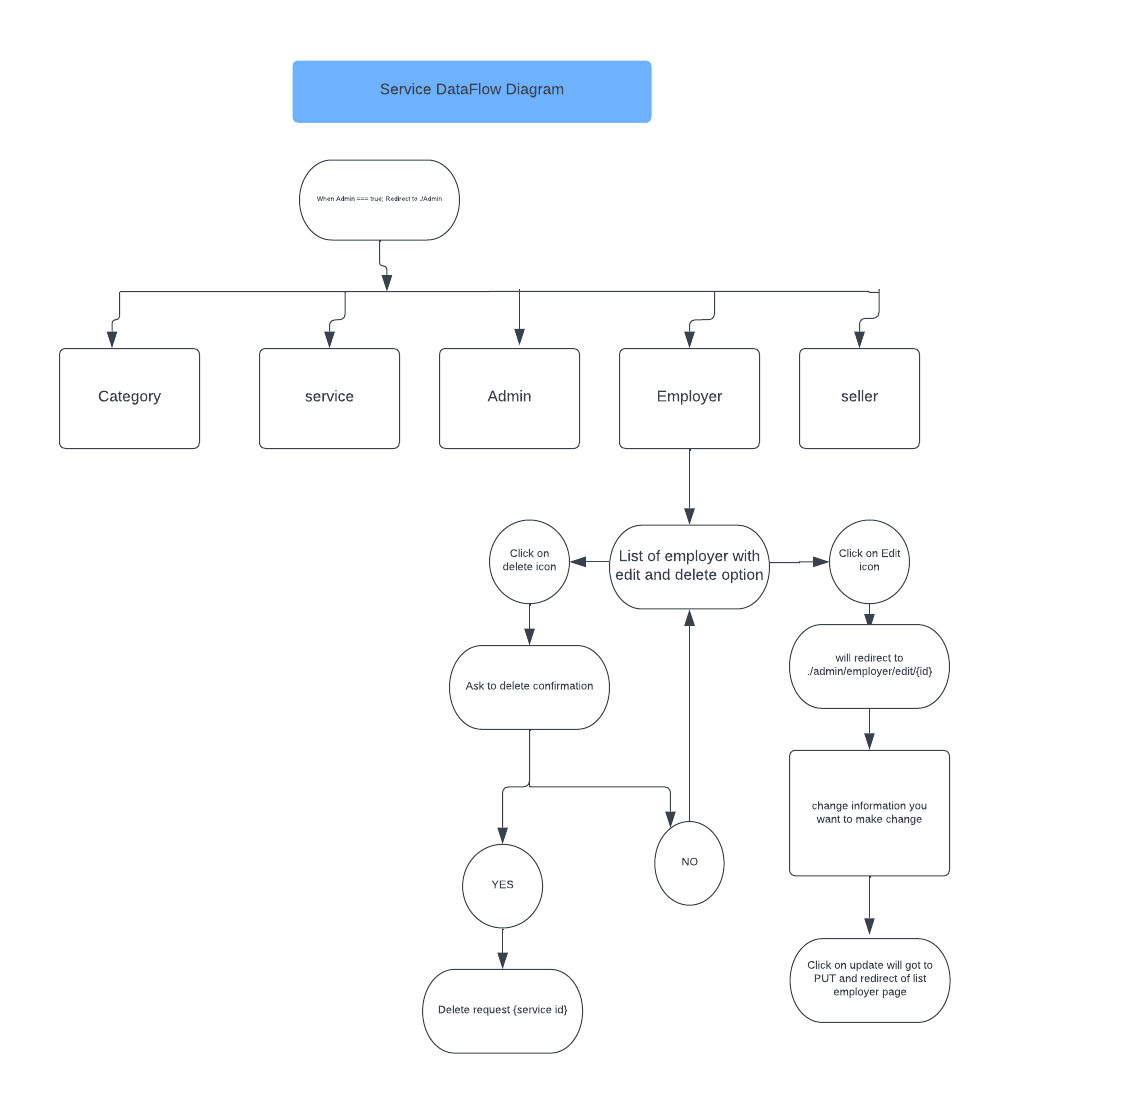 Service DataFlow Diagram
When Admin === true; Redirect to ./Admin
Category
service
Admin
Employer
seller
Click on
delete icon
List of employer with
edit and delete option
Click on Edit
icon
Ask to delete confirmation
will redirect to
./admin/employer/edit/{id}
change information you
want to make change
YES
NO
Delete request {service id}
Click on update will got to
PUT and redirect of list
employer page